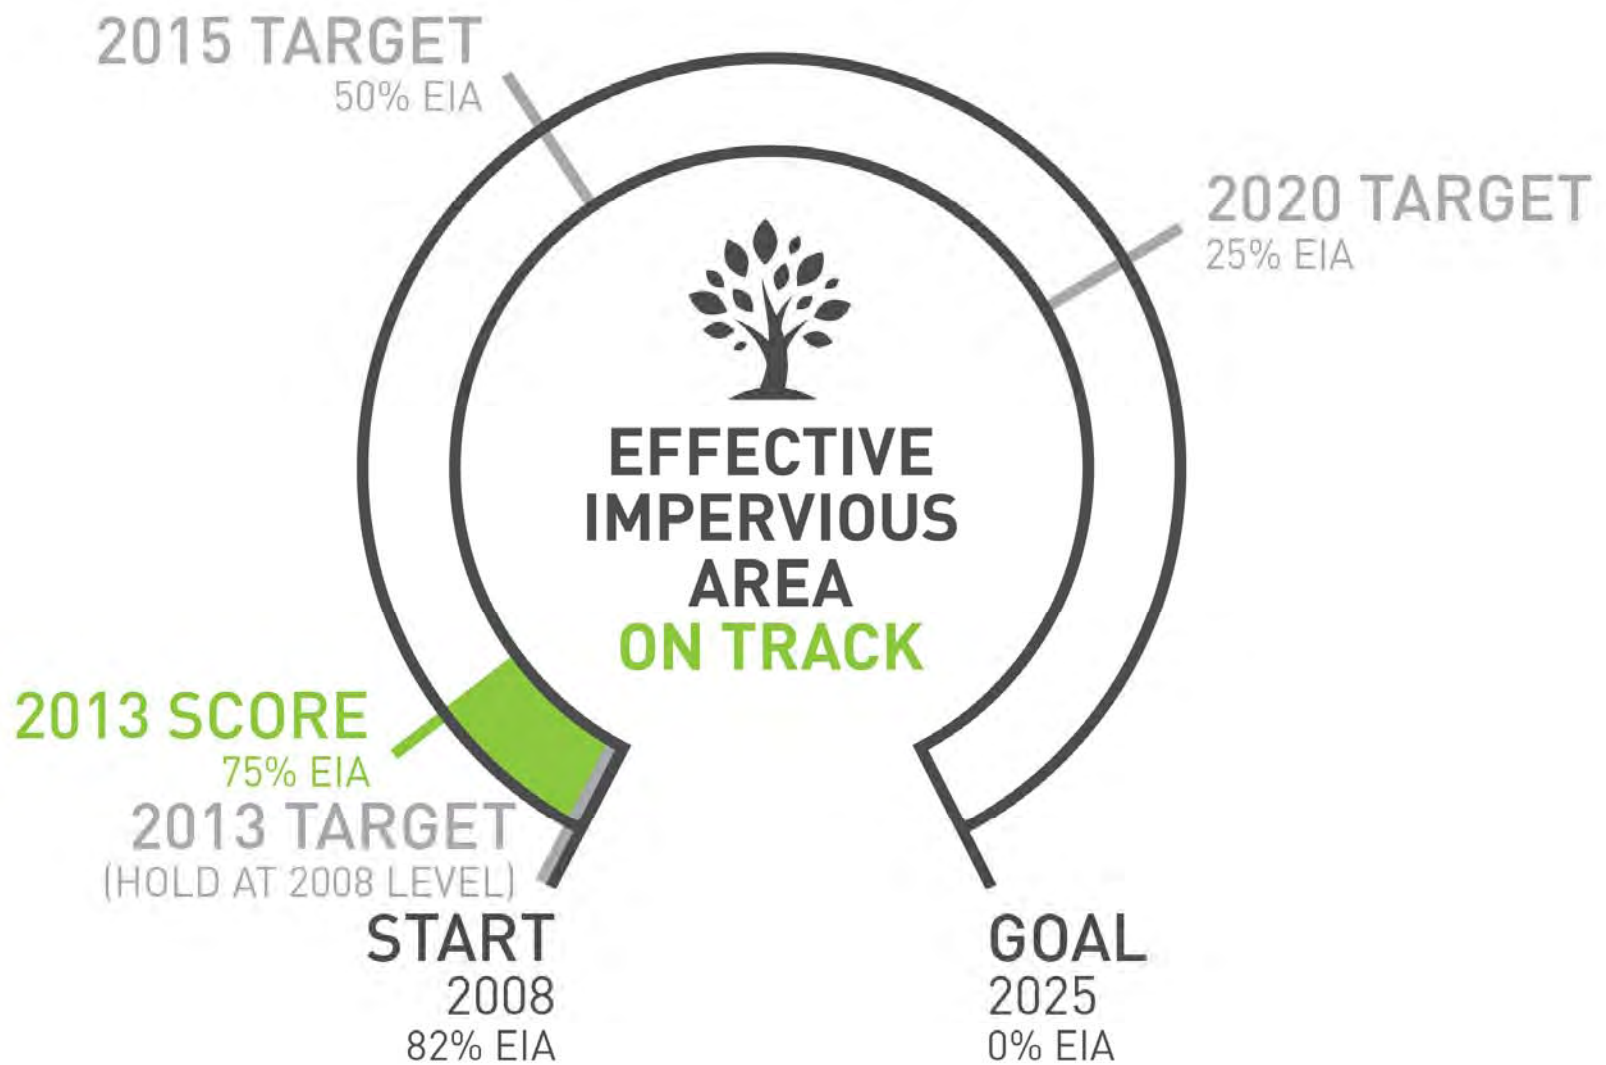 2015 TARGET
50% EIA
2020 TARGET
25% EIA
EFFECTIVE
IMPERVIOUS
AREA
ON TRACK
2013 SCORE
75% EIA
2013 TARGET
(HOLD AT 2008 LEVEL)
START
2008
82% EIA
GOAL
2025
0% EIA